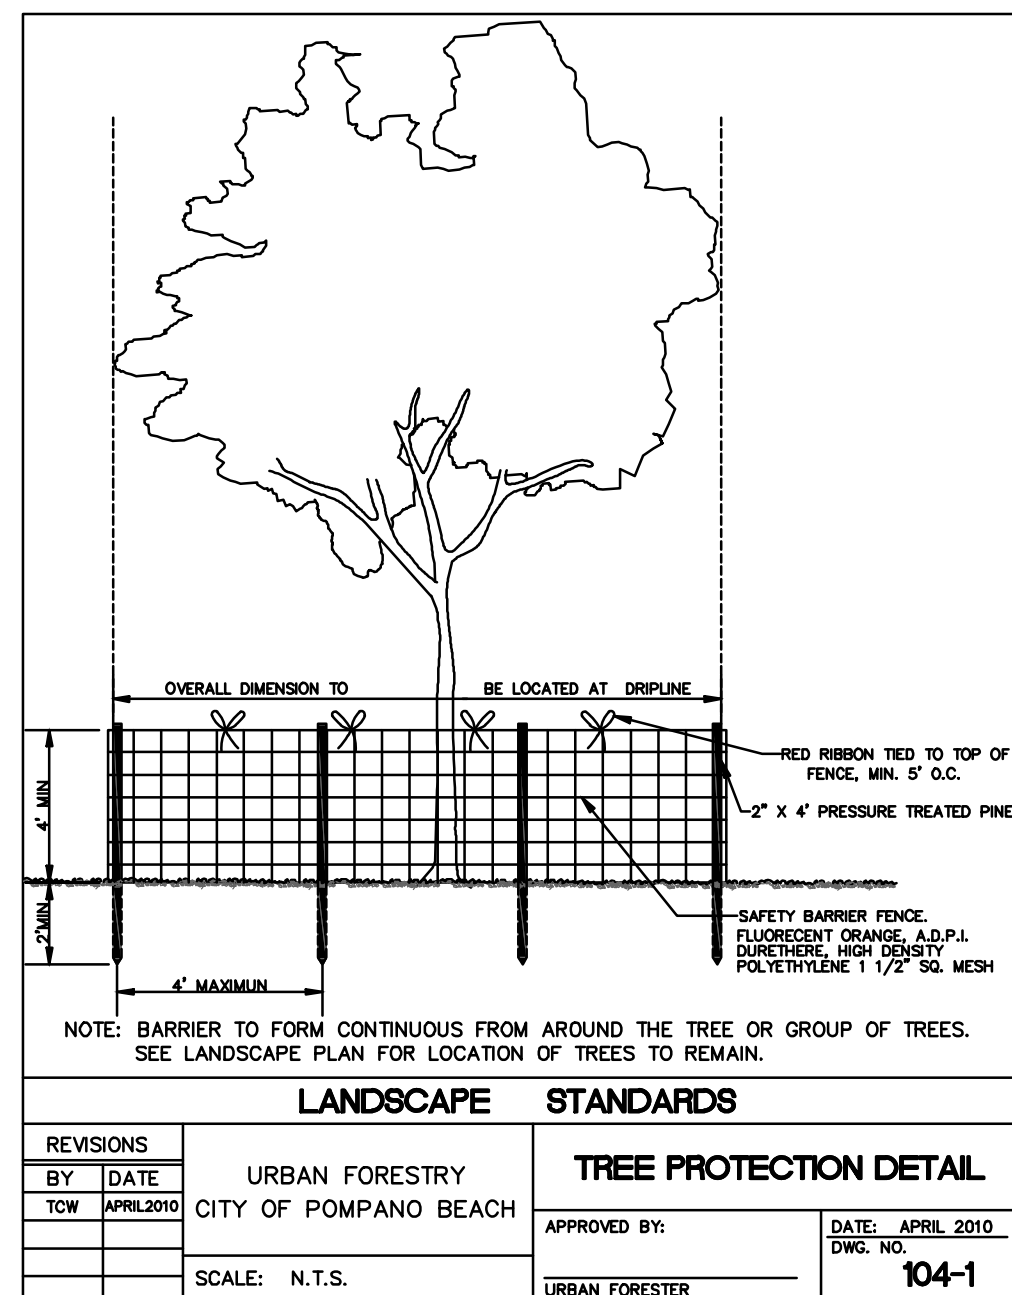 OVERALL DIMENSION TO BE LOCATED AT DRIPLINE
RED RIBBON TIED TO TOP OF
FENCE, MIN. 5' O.C.
4' MIN
2" X 4' PRESSURE TREATED PINE
2'MIN
SAFETY BARRIER FENCE.
FLUORECENT ORANGE, A.D.P.I.
DURETHERE, HIGH DENSITY
POLYETHYLENE 1 1/2" SQ. MESH
4' MAXIMUN
NOTE: BARRIER TO FORM CONTINUOUS FROM AROUND THE TREE OR GROUP OF TREES.
SEE LANDSCAPE PLAN FOR LOCATION OF TREES TO REMAIN.
LANDSCAPE STANDARDS
REVISIONS
BY DATE
TCW APRIL2010
URBAN FORESTRY
CITY OF POMPANO BEACH
SCALE: N.T.S.
TREE PROTECTION DETAIL
APPROVED BY:
URBAN FORESTER
DATE: APRIL 2010
DWG. NO.
104-1